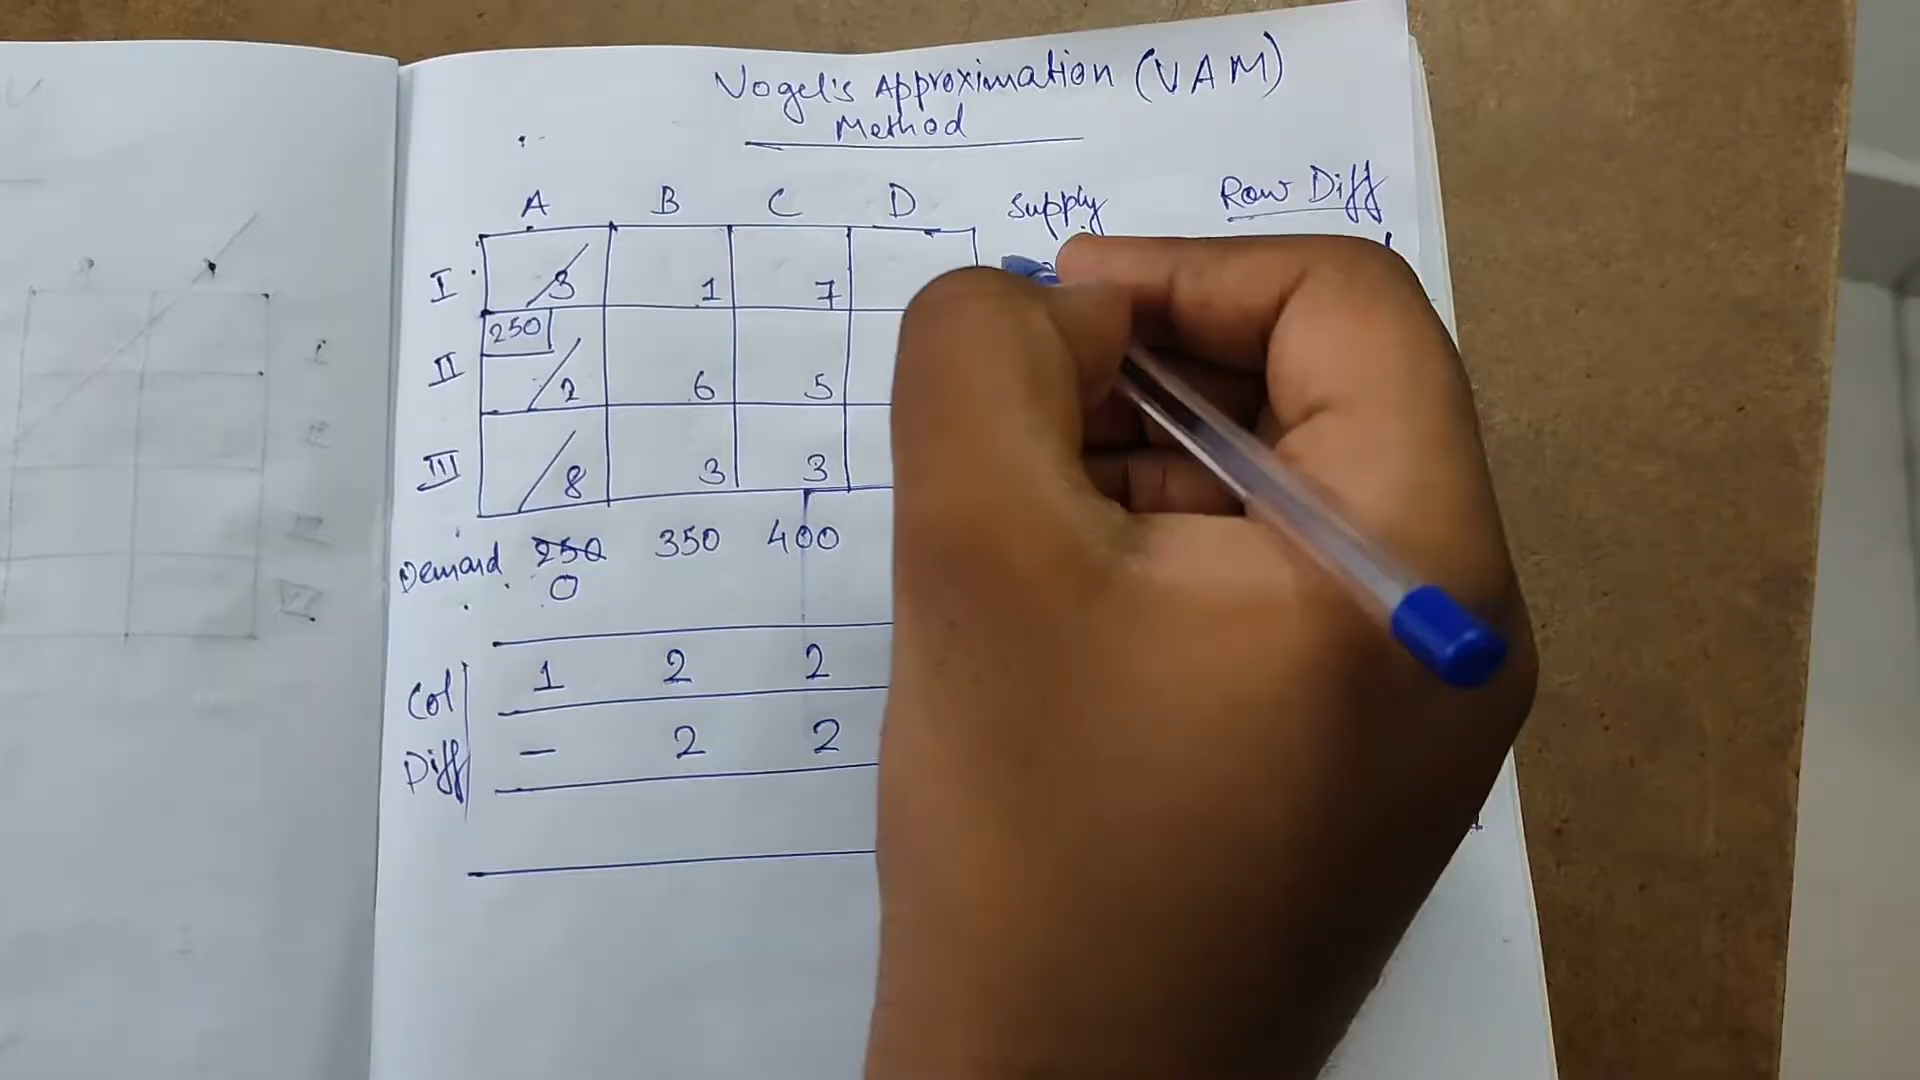 Vogel's Approximation (VAM)
Method
A B C D Supply Row Diff
I 3 1 7
250
II 2 6 5
III 8 3 3
Demand 250 350 400
0
Col 1 2 2
Diff - 2 2